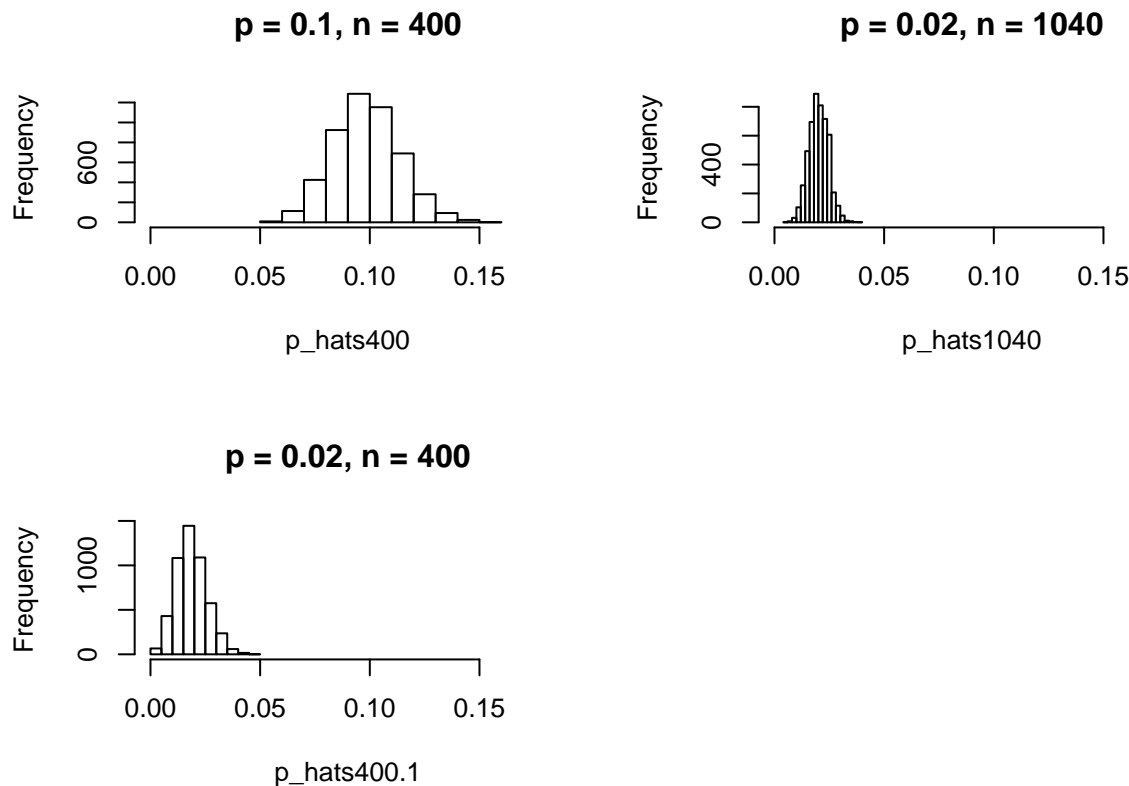 p = 0.1, n = 400
Frequency
0
600
0.00 0.05 0.10 0.15
p_hats400
p = 0.02, n = 1040
Frequency
0
400
0.00 0.05 0.10 0.15
p_hats1040
p = 0.02, n = 400
Frequency
0
1000
0.00 0.05 0.10 0.15
p_hats400.1